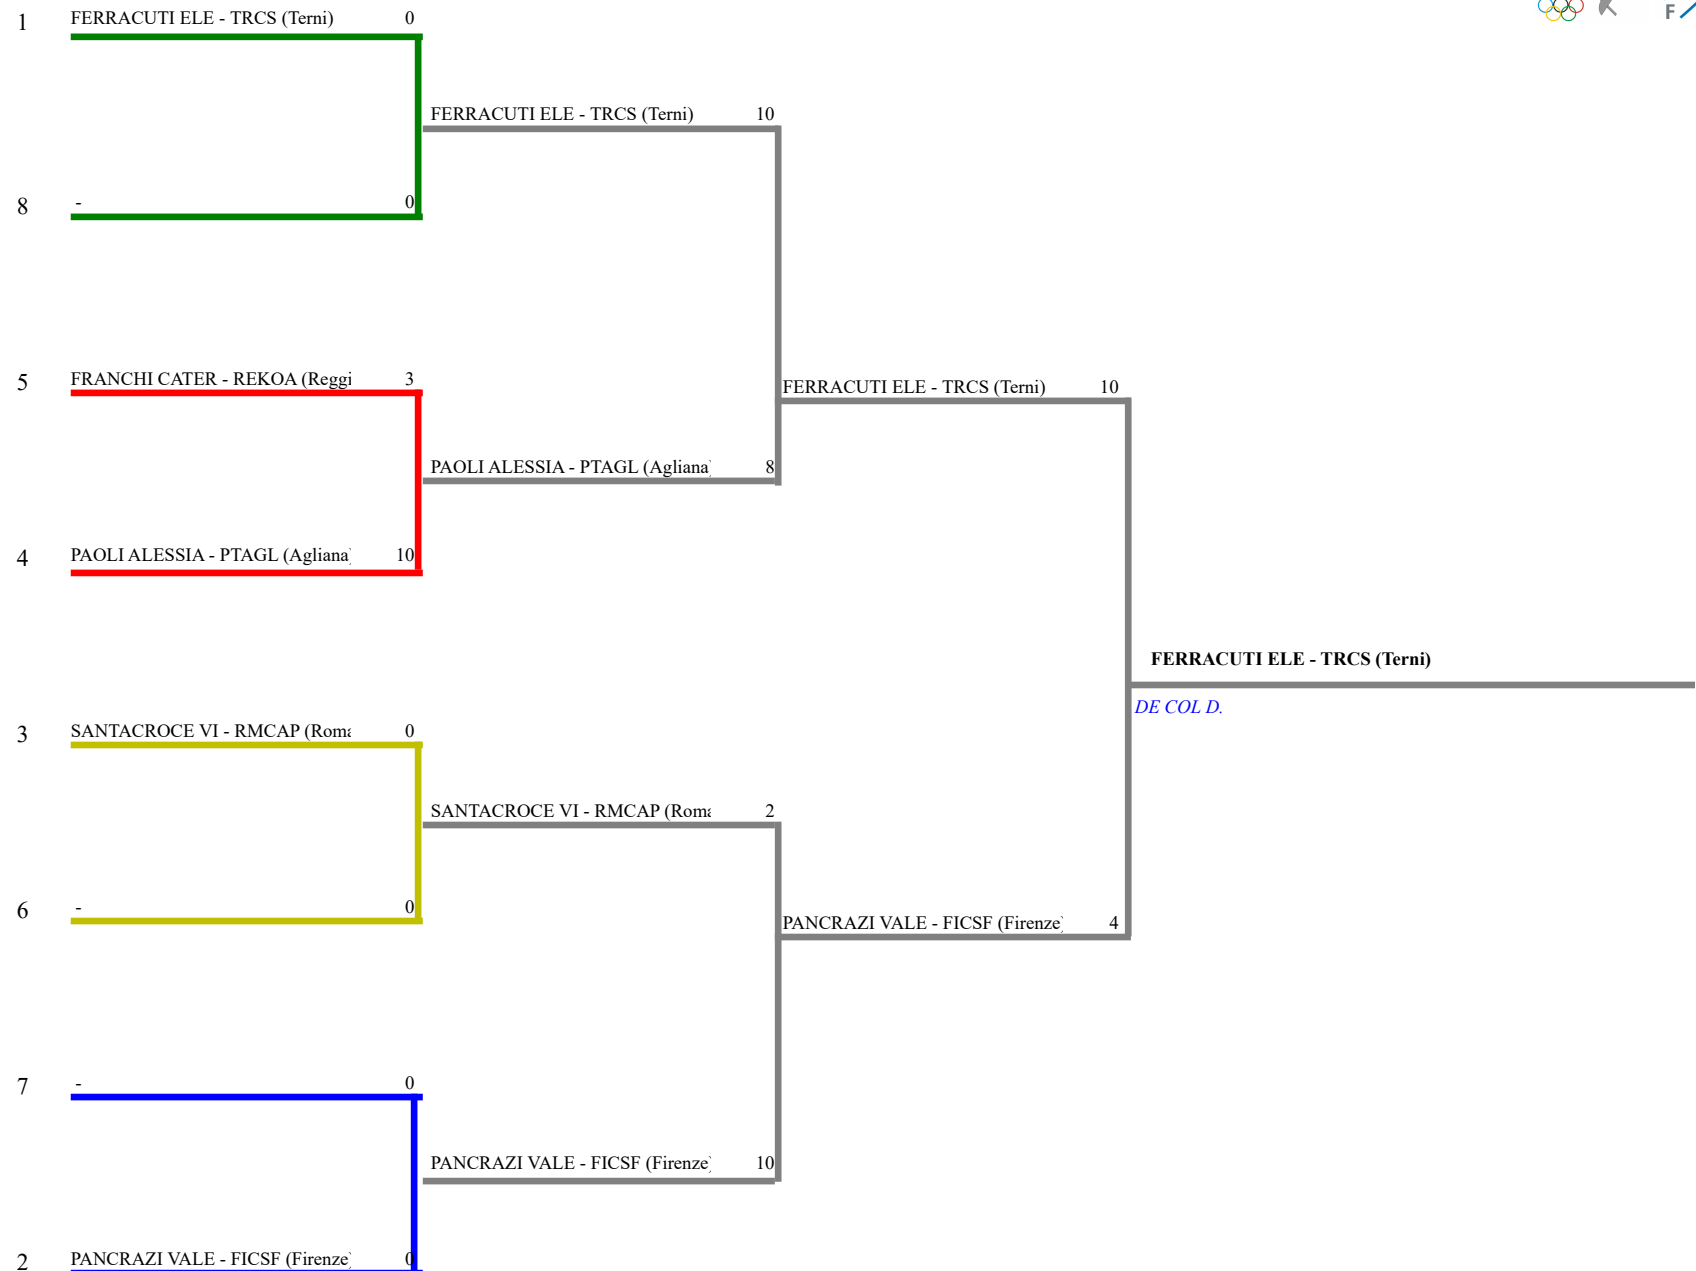 1 FERRACUTI ELE - TRCS (Terni) 0
F
FERRACUTI ELE - TRCS (Terni) 10
8 - 0
5 FRANCHI CATER - REKOA (Reggi 3
FERRACUTI ELE - TRCS (Terni) 10
PAOLI ALESSIA - PTAGL (Agliana) 8
4 PAOLI ALESSIA - PTAGL (Agliana) 10
FERRACUTI ELE - TRCS (Terni)
DE COL D.
3 SANTACROCE VI - RMCAP (Roma 0
SANTACROCE VI - RMCAP (Roma 2
6 - 0
PANCRAZI VALE - FICSF (Firenze) 4
7 - 0
PANCRAZI VALE - FICSF (Firenze) 10
2 PANCRAZI VALE - FICSF (Firenze) 0